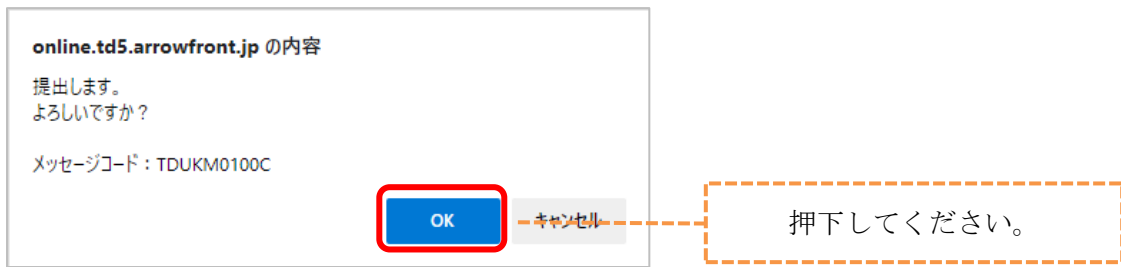 online.td5.arrowfront.jp の内容
提出します。
よろしいですか？
メッセージコード：TDUKM0100C
OK
キャンセル
押下してください。